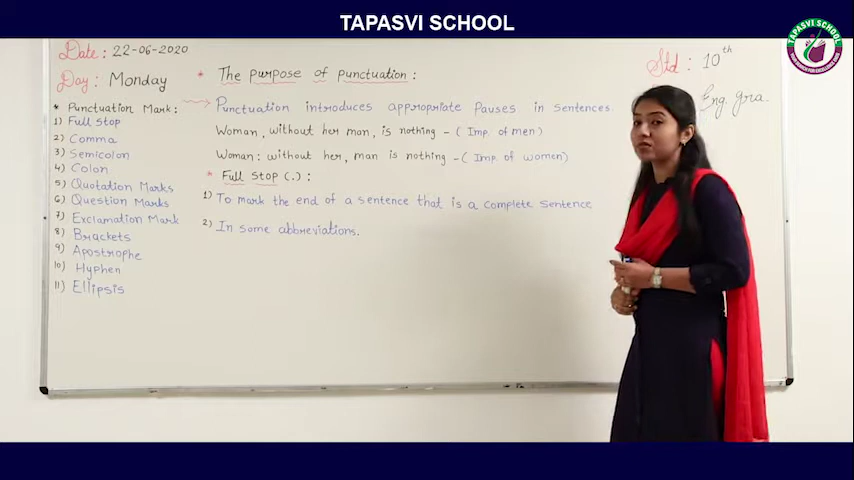 TAPASVI SCHOOL
TAPASVI SCHOOL
Date : 22-06-2020
Day : Monday
Std : 10th
Eng. gra.
* Punctuation Mark :
1) Full Stop
2) Comma
3) Semicolon
4) Colon
5) Quotation Marks
6) Question Marks
7) Exclamation Mark
8) Brackets
9) Apostrophe
10) Hyphen
11) Ellipsis
* The purpose of punctuation :
Punctuation introduces appropriate Pauses in sentences
Woman, without her man, is nothing - ( Imp. of men )
Woman : without her, man is nothing - ( Imp. of women )
* Full Stop (.) :
1) To mark the end of a sentence that is a complete sentence
2) In some abbreviations.